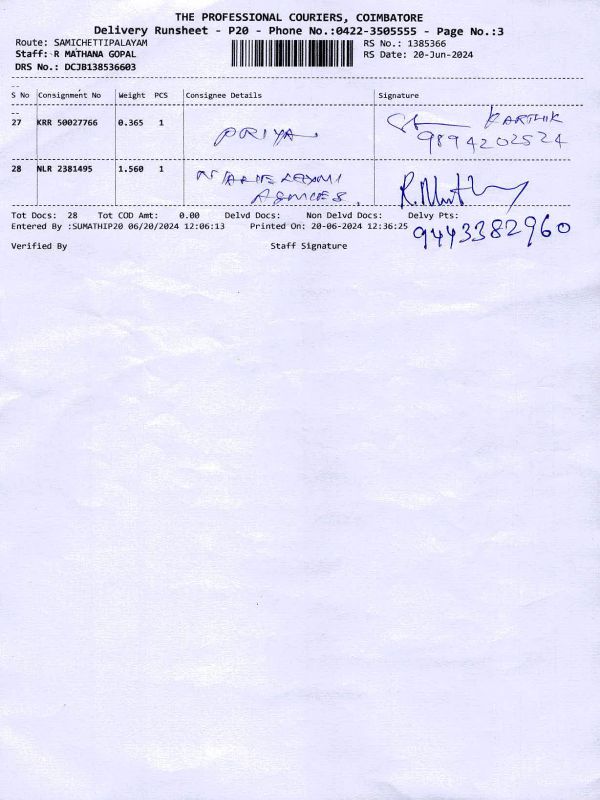 THE PROFESSIONAL COURIERS, COIMBATORE
Delivery Runsheet - P20 - Phone No.:0422-3505555 - Page No.:3
Route: SAMICHETTIPALAYAM
RS No.: 1385366
Staff: R MATHANA GOPAL
RS Date: 20-Jun-2024
DRS No.: DCJB138536603
S No Consignment No Weight PCS Consignee Details Signature
27 KRR 50027766 0.365 1 PRIYA KARTHIK
9894202524
28 NLR 2381495 1.560 1
Tot Docs: 28 Tot COD Amt: 0.00 Delvd Docs: Non Delvd Docs: Delvy Pts:
Entered By :SUMATHIP20 06/20/2024 12:06:13 Printed On: 20-06-2024 12:36:25 9443382960
Verified By Staff Signature